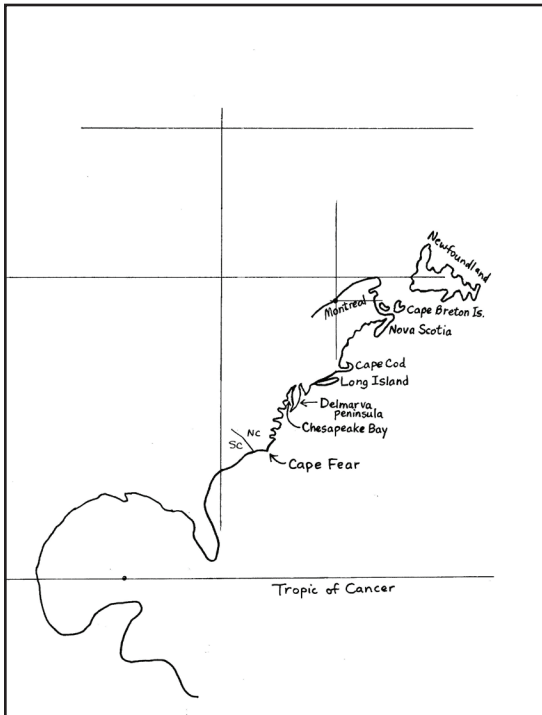 Newfoundland
Montreal
Cape Breton Is.
Nova Scotia
Cape Cod
Long Island
Delmarva
peninsula
Chesapeake Bay
NC
SC
Cape Fear
Tropic of Cancer